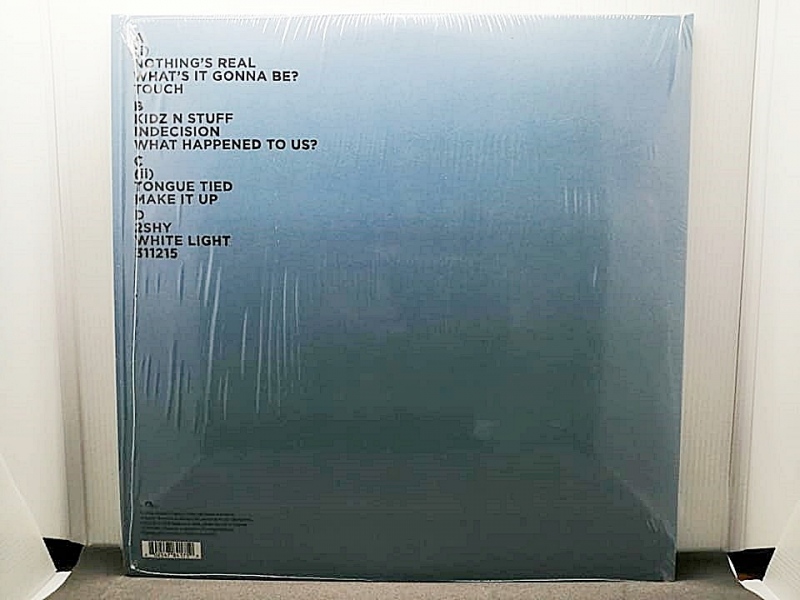 A
(i)
NOTHING'S REAL
WHAT'S IT GONNA BE?
TOUCH
B
KIDZ N STUFF
INDECISION
WHAT HAPPENED TO US?
C
(ii)
TONGUE TIED
MAKE IT UP
D
2SHY
WHITE LIGHT
311215